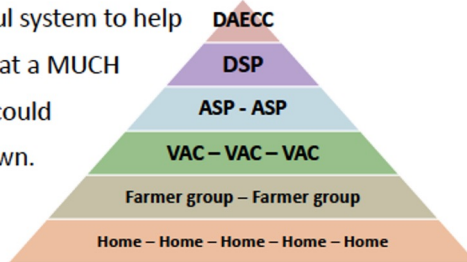 ul system to help
at a MUCH
could
wn.
DAECC
DSP
ASP - ASP
VAC – VAC – VAC
Farmer group – Farmer group
Home – Home – Home – Home – Home